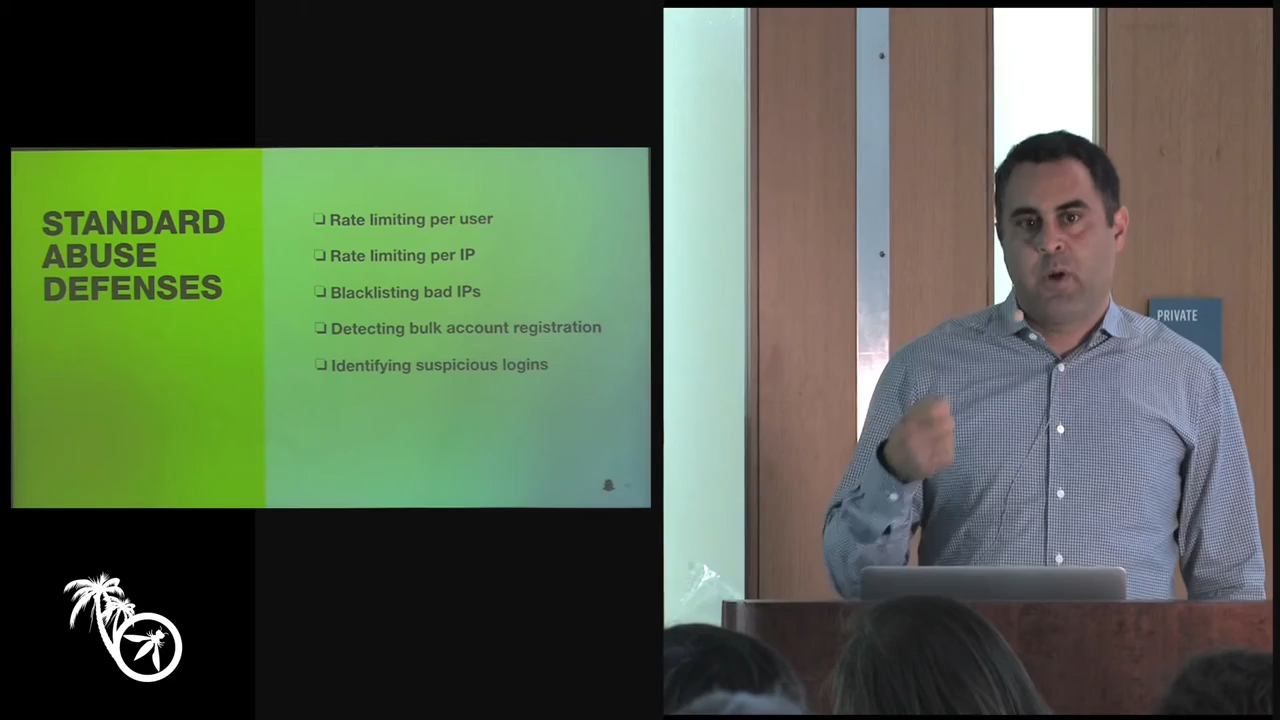 STANDARD
ABUSE
DEFENSES
Rate limiting per user
Rate limiting per IP
Blacklisting bad IPs
Detecting bulk account registration
Identifying suspicious logins
PRIVATE